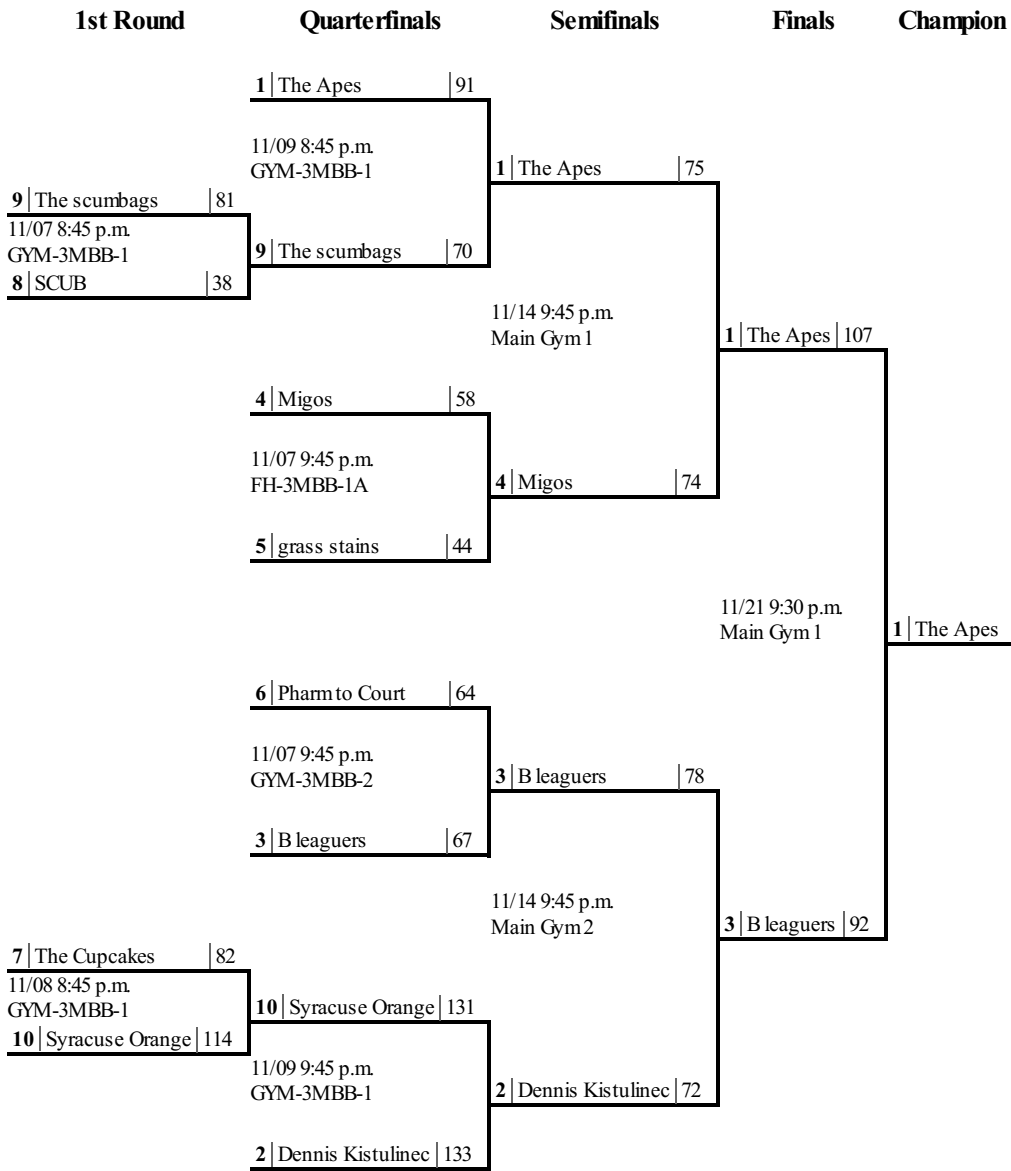 1st Round Quarterfinals Semifinals Finals Champion
1 The Apes 91
11/09 8:45 p.m.
GYM-3MBB-1
1 The Apes 75
9 The scumbags 81
11/07 8:45 p.m.
GYM-3MBB-1
9 The scumbags 70
8 SCUB 38
11/14 9:45 p.m.
Main Gym 1
1 The Apes 107
4 Migos 58
11/07 9:45 p.m.
FH-3MBB-1A
4 Migos 74
5 grass stains 44
11/21 9:30 p.m.
Main Gym 1
1 The Apes
6 Pharm to Court 64
11/07 9:45 p.m.
GYM-3MBB-2
3 B leaguers 78
3 B leaguers 67
11/14 9:45 p.m.
Main Gym 2
3 B leaguers 92
7 The Cupcakes 82
11/08 8:45 p.m.
GYM-3MBB-1
10 Syracuse Orange 131
10 Syracuse Orange 114
11/09 9:45 p.m.
GYM-3MBB-1
2 Dennis Kistulinec 72
2 Dennis Kistulinec 133